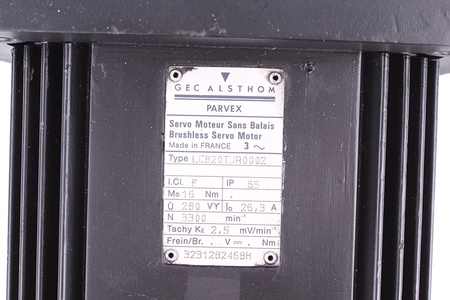 GEC ALSTHOM
PARVEX
Servo Moteur Sans Balais
Brushless Servo Motor
Made in FRANCE 3 ~
Type LC820TJR0002
I.Cl. F IP 65
Mo 16 Nm
U 280 VY Io 26,3 A
N 3300 min⁻¹
Tachy KE 2,5 mV/min⁻¹
Frein/Br. . V⎓ . Nm
3231292469H